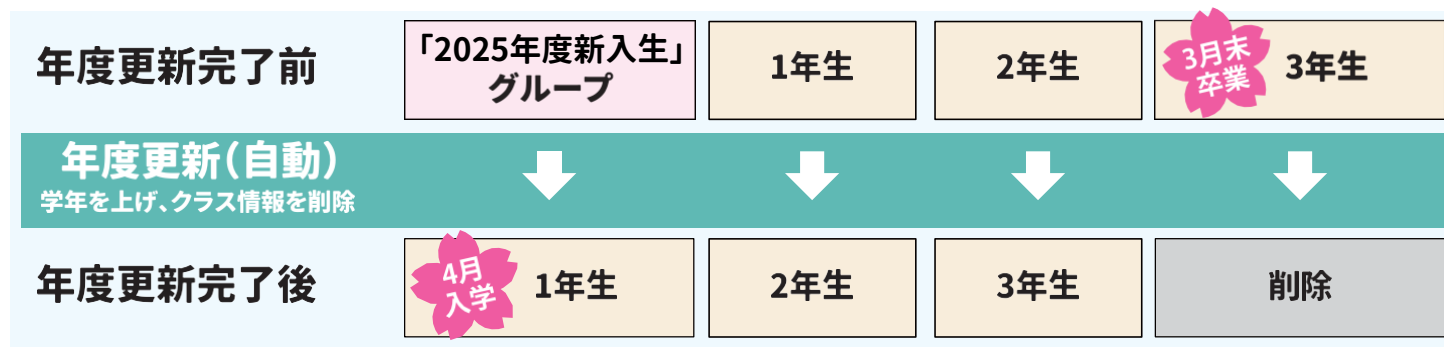 年度更新完了前
「2025年度新入生」
グループ
1年生
2年生
3月末
卒業
3年生
年度更新(自動)
学年を上げ、クラス情報を削除
年度更新完了後
4月
入学
1年生
2年生
3年生
削除